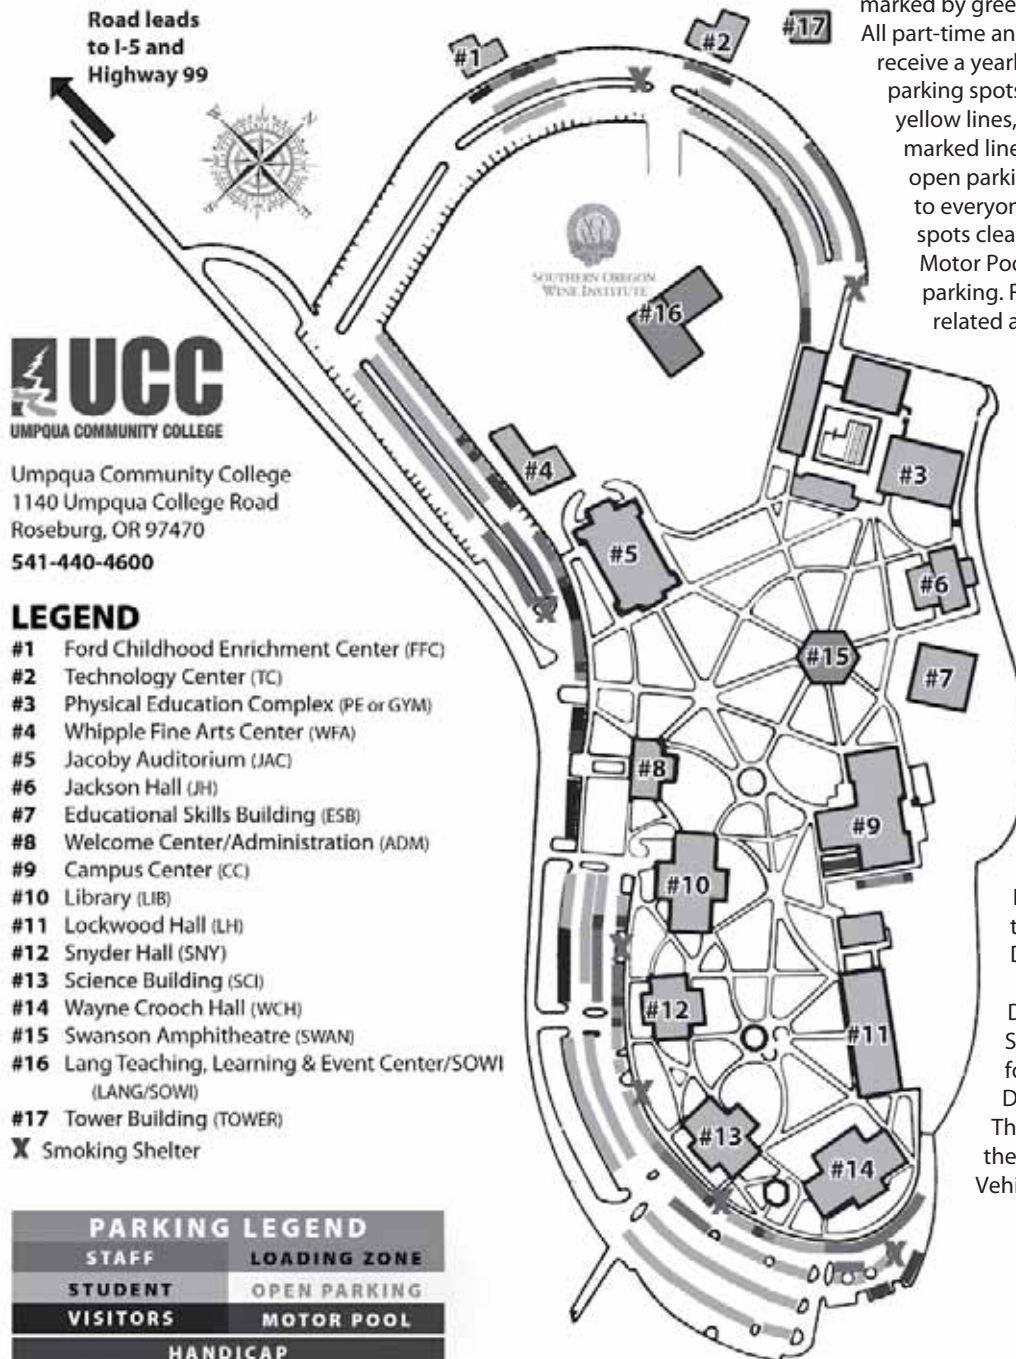 Road leads
to I-5 and
Highway 99
#1
#2
#17
marked by gree
All part-time an
receive a yearl
parking spots
yellow lines,
marked line
open parki
to everyon
spots clea
Motor Poo
parking. P
related a
SOUTHERN OREGON
WINE INSTITUTE
#16
UCC
UMPQUA COMMUNITY COLLEGE
Umpqua Community College
1140 Umpqua College Road
Roseburg, OR 97470
541-440-4600
#4
#3
#5
#6
#15
#7
#8
#9
#10
#12
#11
#13
#14
LEGEND
#1 Ford Childhood Enrichment Center (FFC)
#2 Technology Center (TC)
#3 Physical Education Complex (PE or GYM)
#4 Whipple Fine Arts Center (WFA)
#5 Jacoby Auditorium (JAC)
#6 Jackson Hall (JH)
#7 Educational Skills Building (ESB)
#8 Welcome Center/Administration (ADM)
#9 Campus Center (CC)
#10 Library (LIB)
#11 Lockwood Hall (LH)
#12 Snyder Hall (SNY)
#13 Science Building (SCI)
#14 Wayne Crooch Hall (WCH)
#15 Swanson Amphitheatre (SWAN)
#16 Lang Teaching, Learning & Event Center/SOWI
(LANG/SOWI)
#17 Tower Building (TOWER)
X Smoking Shelter
t
D
D
S
fo
D
Th
the
Vehi
PARKING LEGEND
STAFF LOADING ZONE
STUDENT OPEN PARKING
VISITORS MOTOR POOL
HANDICAP